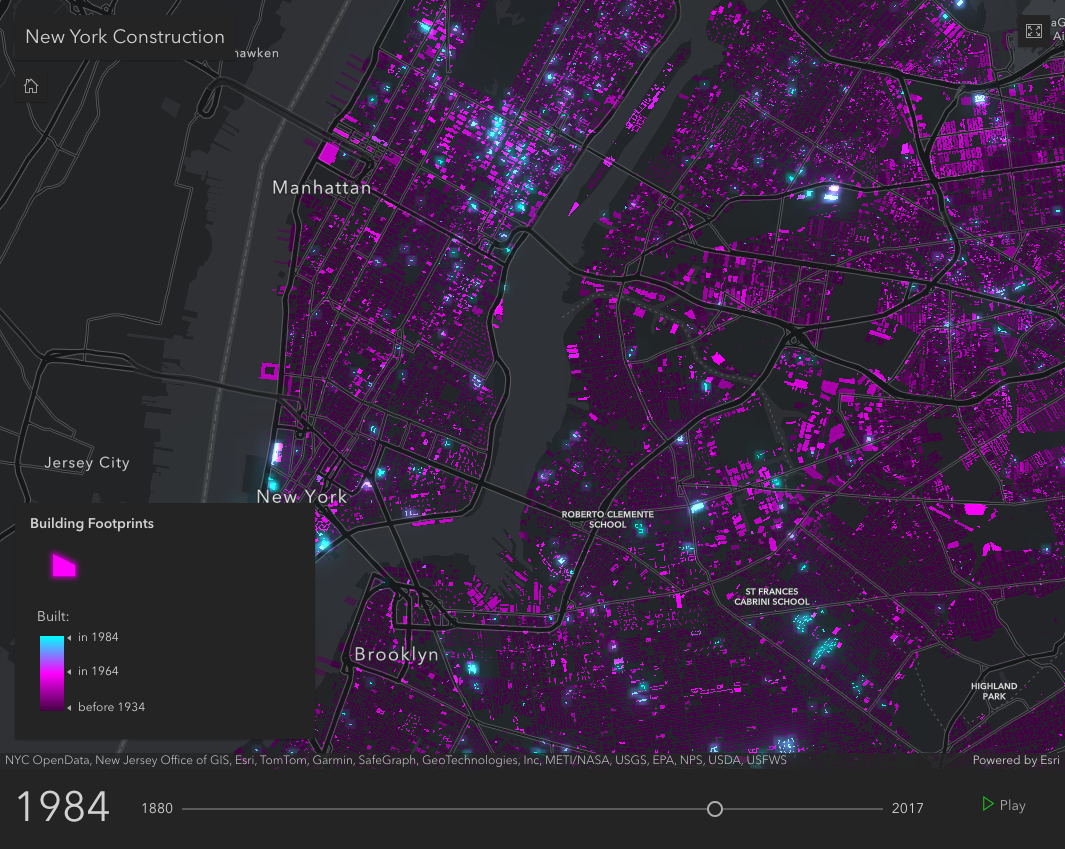 New York Construction
hawken
aG
Ai
Manhattan
Jersey City
New York
ROBERTO CLEMENTE
SCHOOL
ST FRANCES
CABRINI SCHOOL
Brooklyn
HIGHLAND
PARK
Building Footprints
Built:
in 1984
in 1964
before 1934
NYC OpenData, New Jersey Office of GIS, Esri, TomTom, Garmin, SafeGraph, GeoTechnologies, Inc, METI/NASA, USGS, EPA, NPS, USDA, USFWS
Powered by Esri
1984
1880
2017
Play